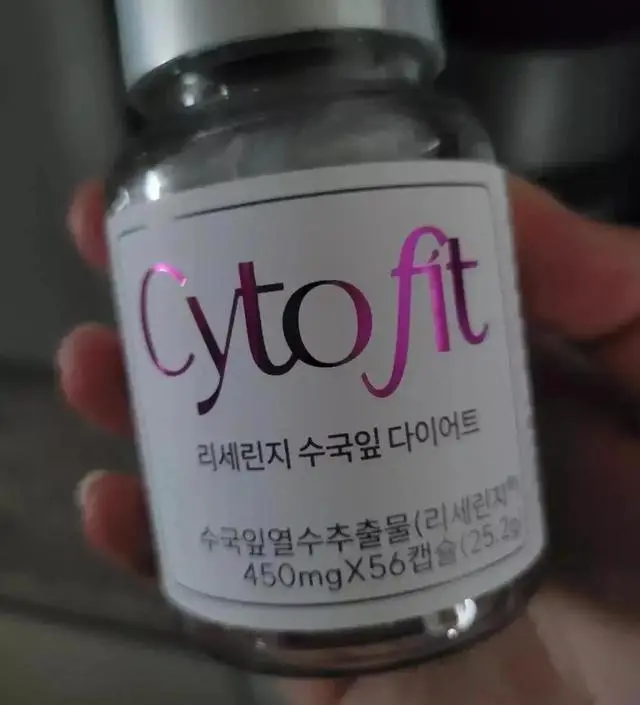 Cytofit
리세린지 수국잎 다이어트
수국잎열수추출물(리세린지®)
450mgX56캡슐(25.2g